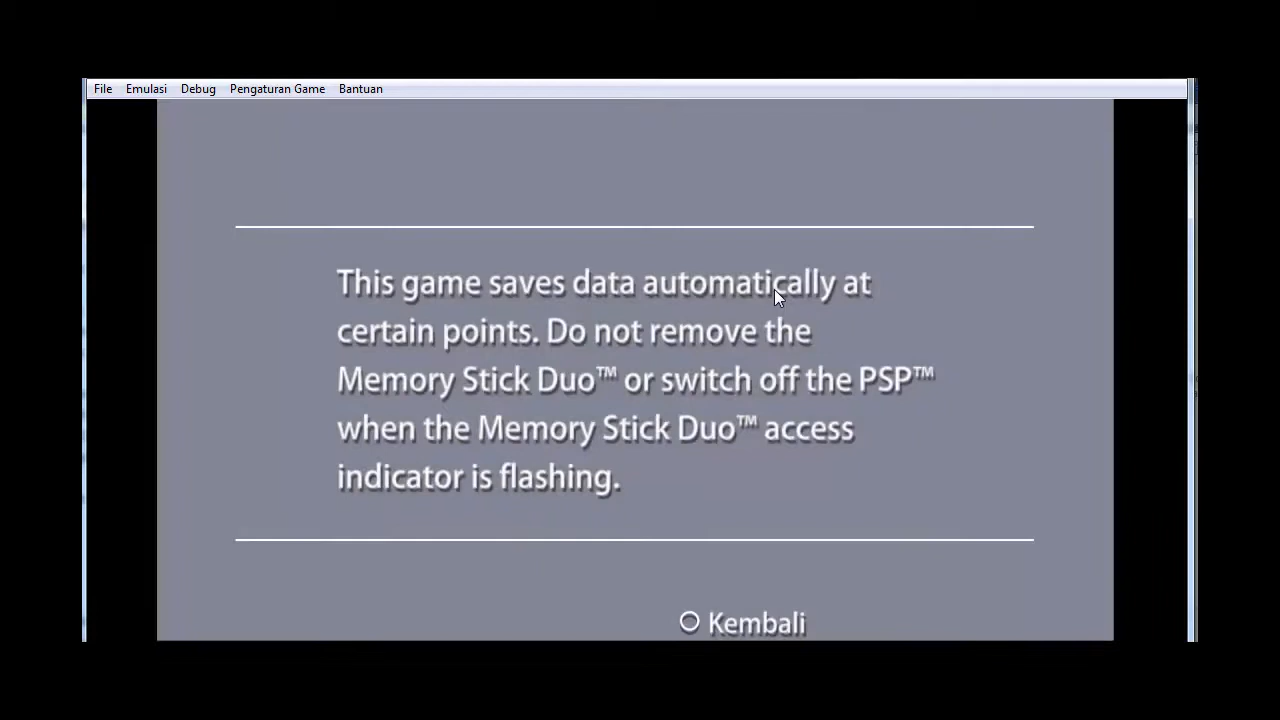 File Emulasi Debug Pengaturan Game Bantuan
This game saves data automatically at
certain points. Do not remove the
Memory Stick Duo™ or switch off the PSP™
when the Memory Stick Duo™ access
indicator is flashing.
Kembali